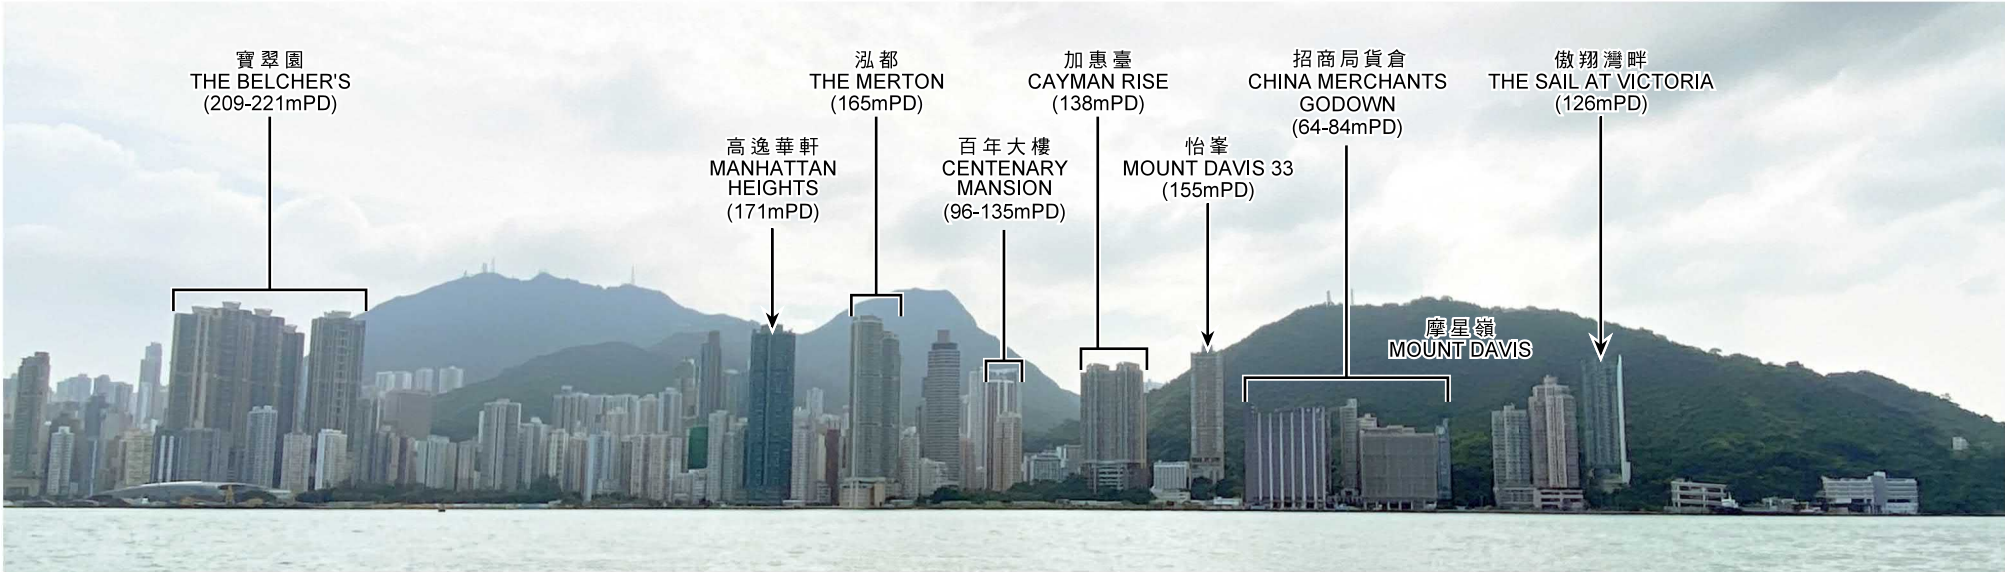 寶翠園
THE BELCHER'S
(209-221mPD)
高逸華軒
MANHATTAN
HEIGHTS
(171mPD)
泓都
THE MERTON
(165mPD)
百年大樓
CENTENARY
MANSION
(96-135mPD)
加惠臺
CAYMAN RISE
(138mPD)
怡峯
MOUNT DAVIS 33
(155mPD)
招商局貨倉
CHINA MERCHANTS
GODOWN
(64-84mPD)
摩星嶺
MOUNT DAVIS
傲翔灣畔
THE SAIL AT VICTORIA
(126mPD)